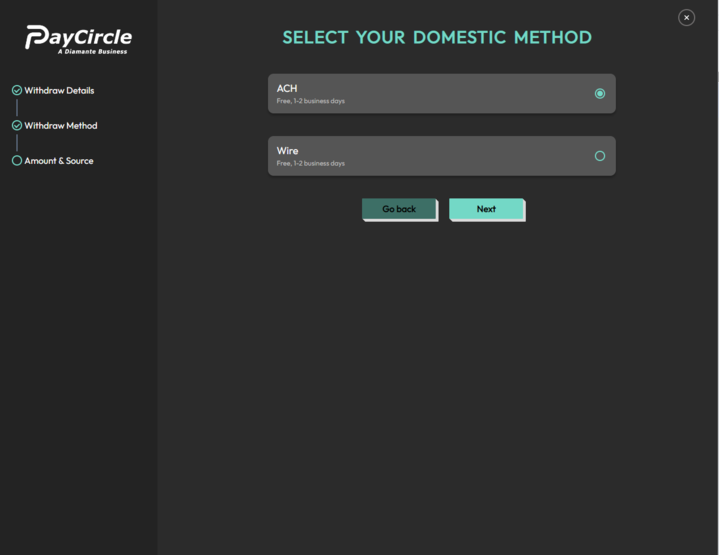 PayCircle
A Diamante Business
Withdraw Details
Withdraw Method
Amount & Source
SELECT YOUR DOMESTIC METHOD
ACH
Free, 1-2 business days
Wire
Free, 1-2 business days
Go back
Next